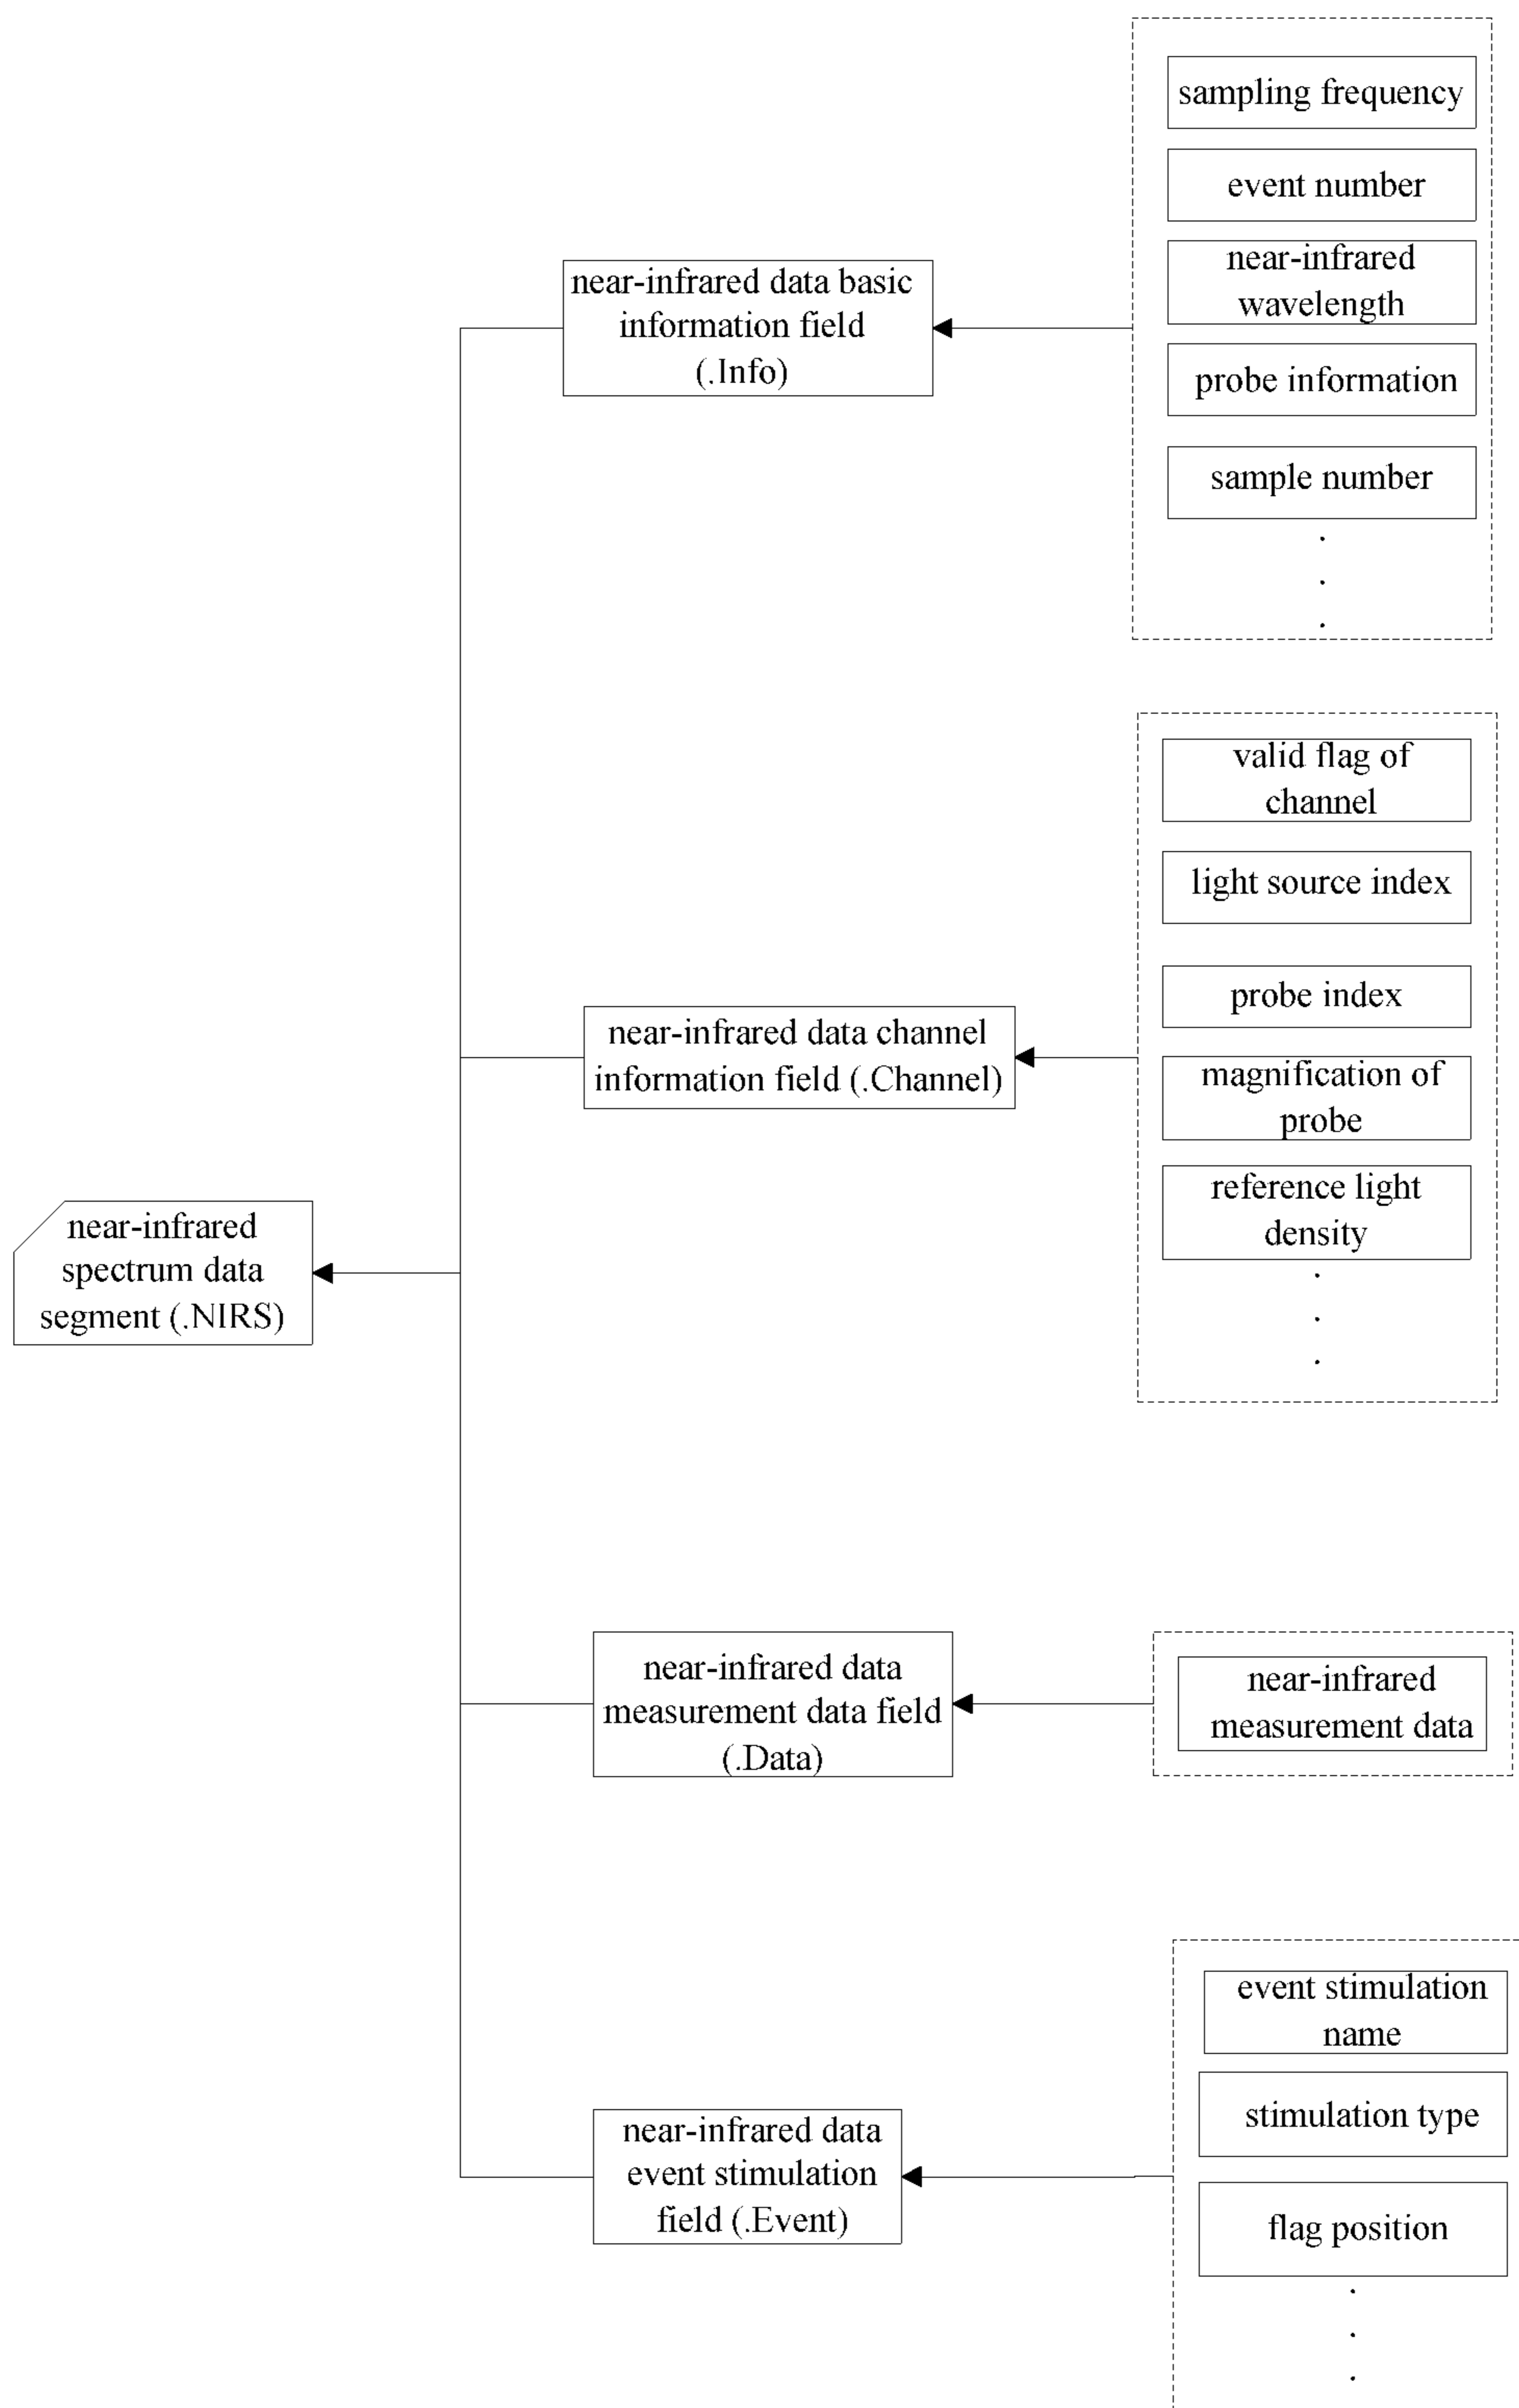 sampling frequency
event number
near-infrared
wavelength
probe information
sample number
near-infrared data basic
information field
(.Info)
valid flag of
channel
light source index
probe index
magnification of
probe
reference light
density
near-infrared data channel
information field (.Channel)
near-infrared
spectrum data
segment (.NIRS)
near-infrared data
measurement data field
(.Data)
near-infrared
measurement data
event stimulation
name
stimulation type
flag position
near-infrared data
event stimulation
field (.Event)